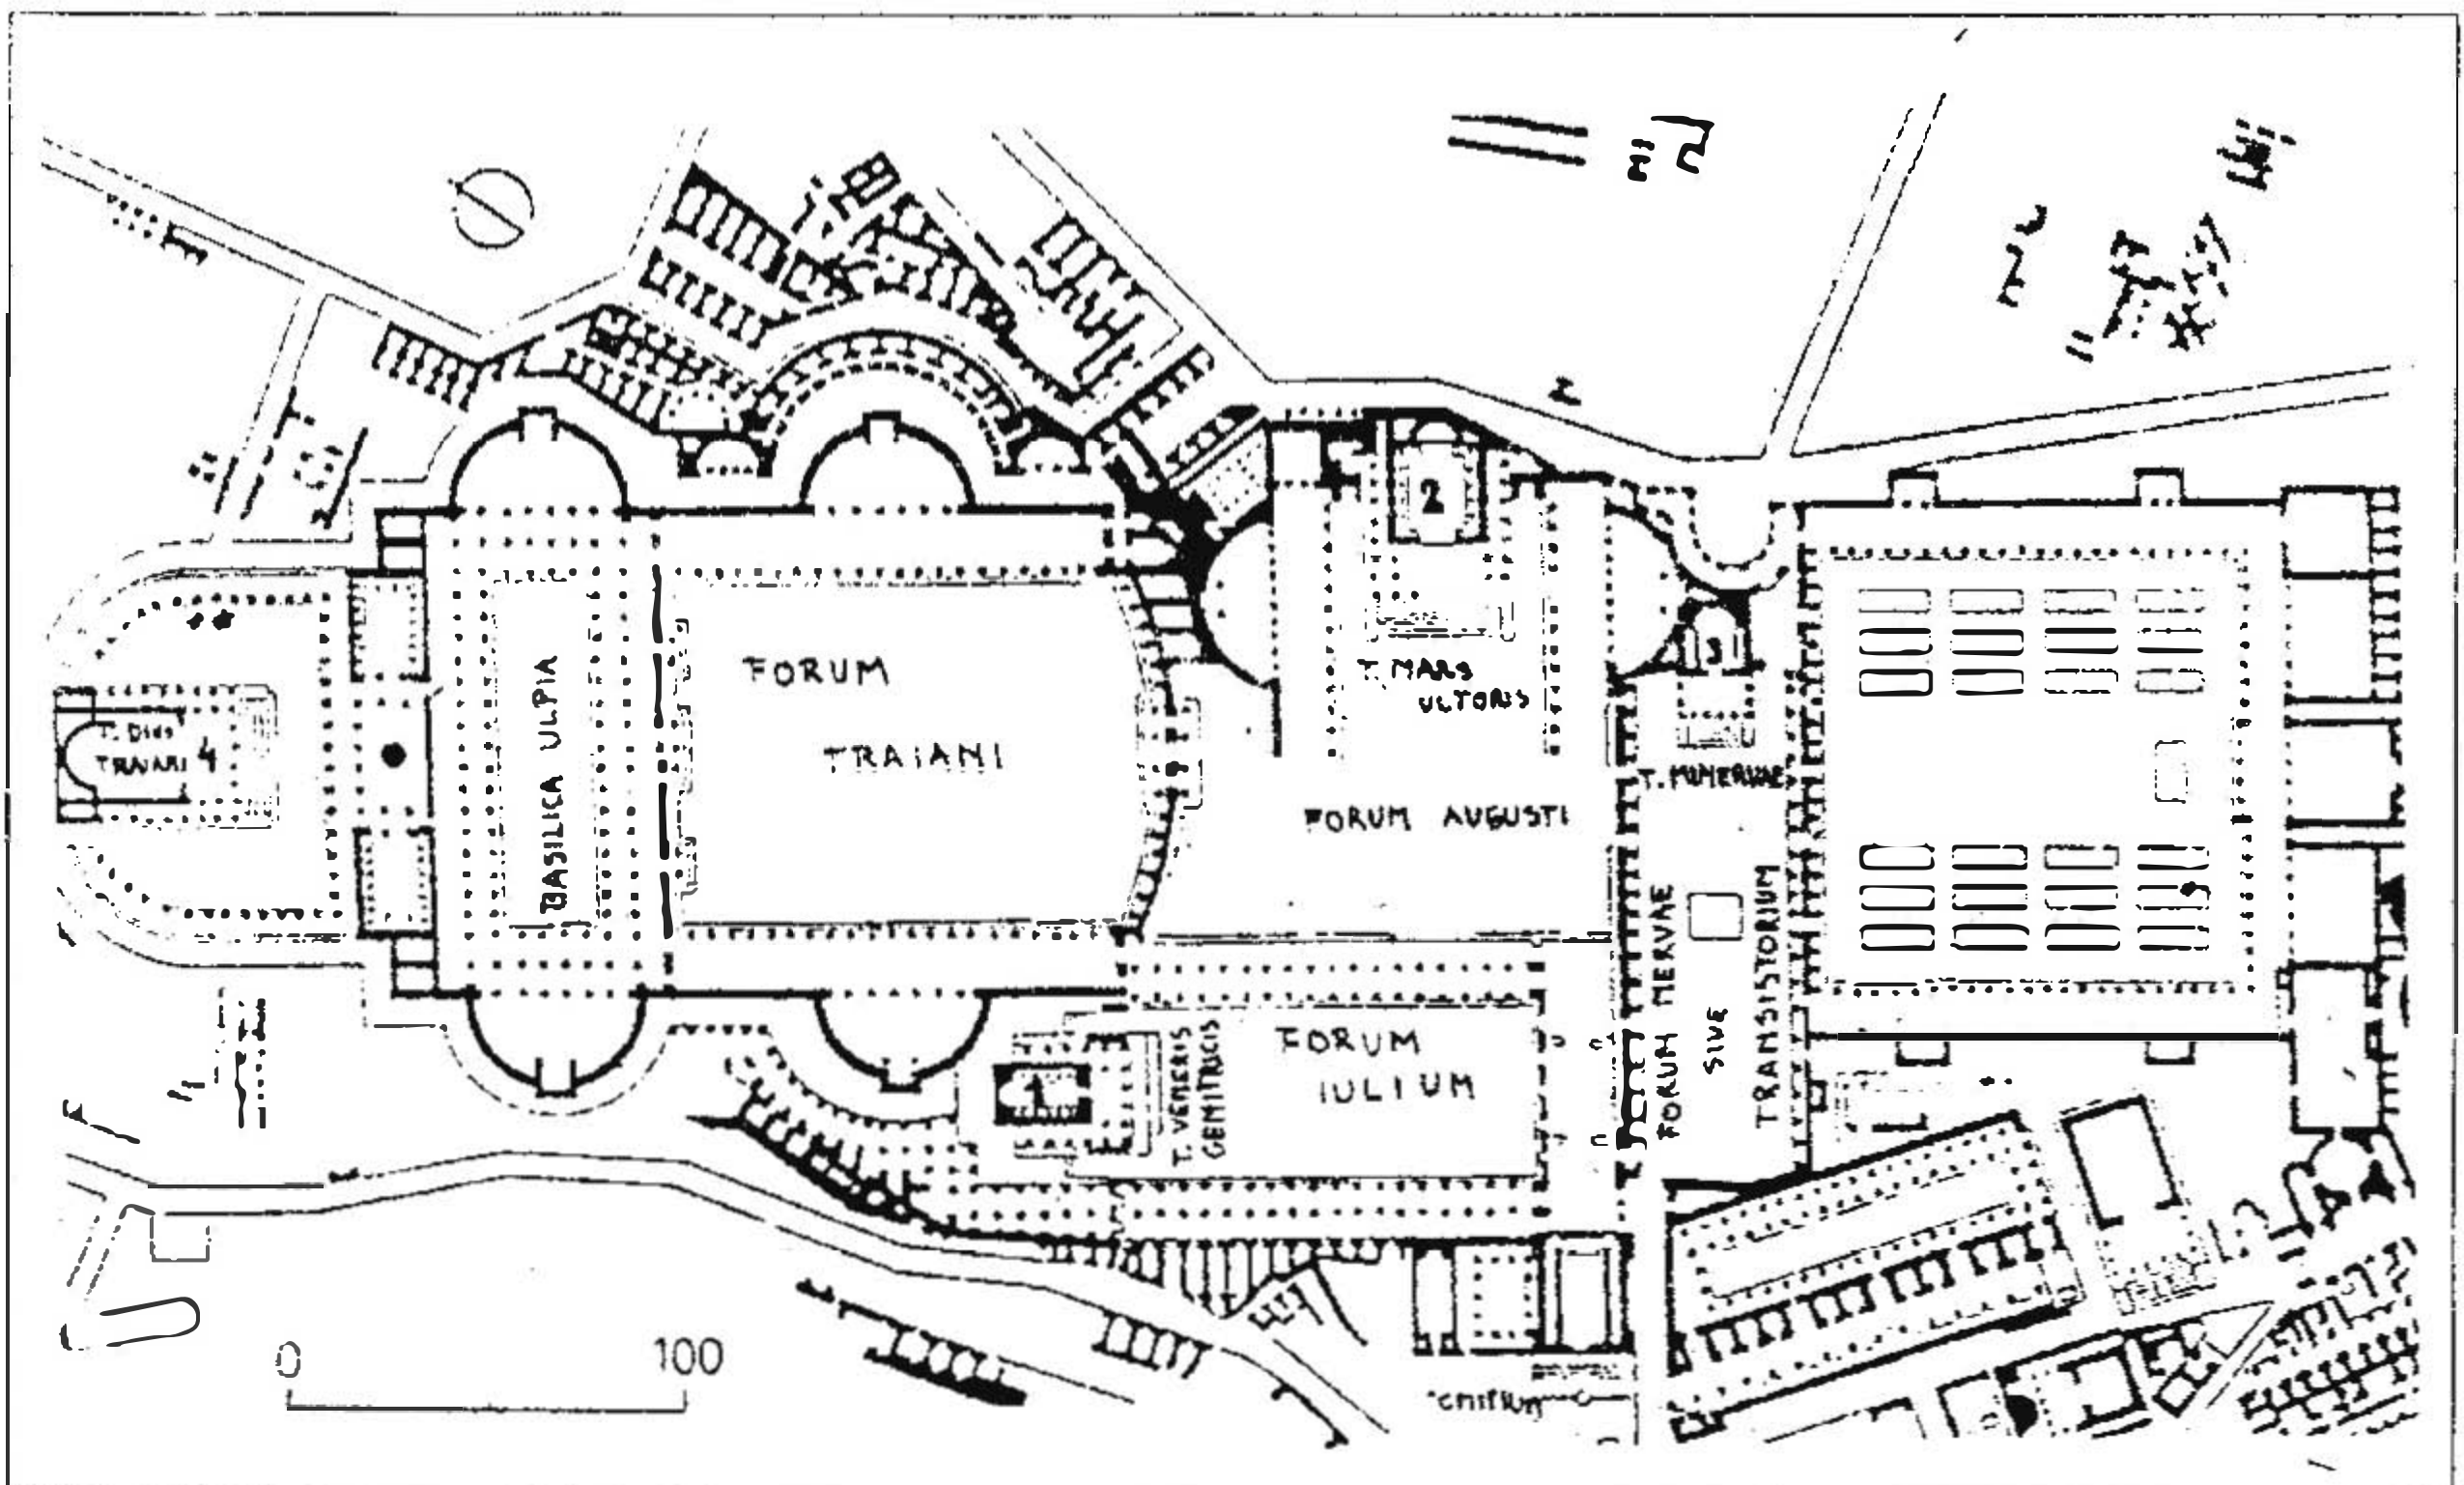 2
FORUM
TRAIANI
BASILICA ULPIA
T. DIVI
TRAIANI 4
T. MARS
ULTORIS
3
T. MINERVAE
FORUM AUGUSTI
FORUM NERVAE
SIVE
TRANSISTORIUM
1
T. VENERIS
GENITRICIS
FORUM
IULIUM
0
100